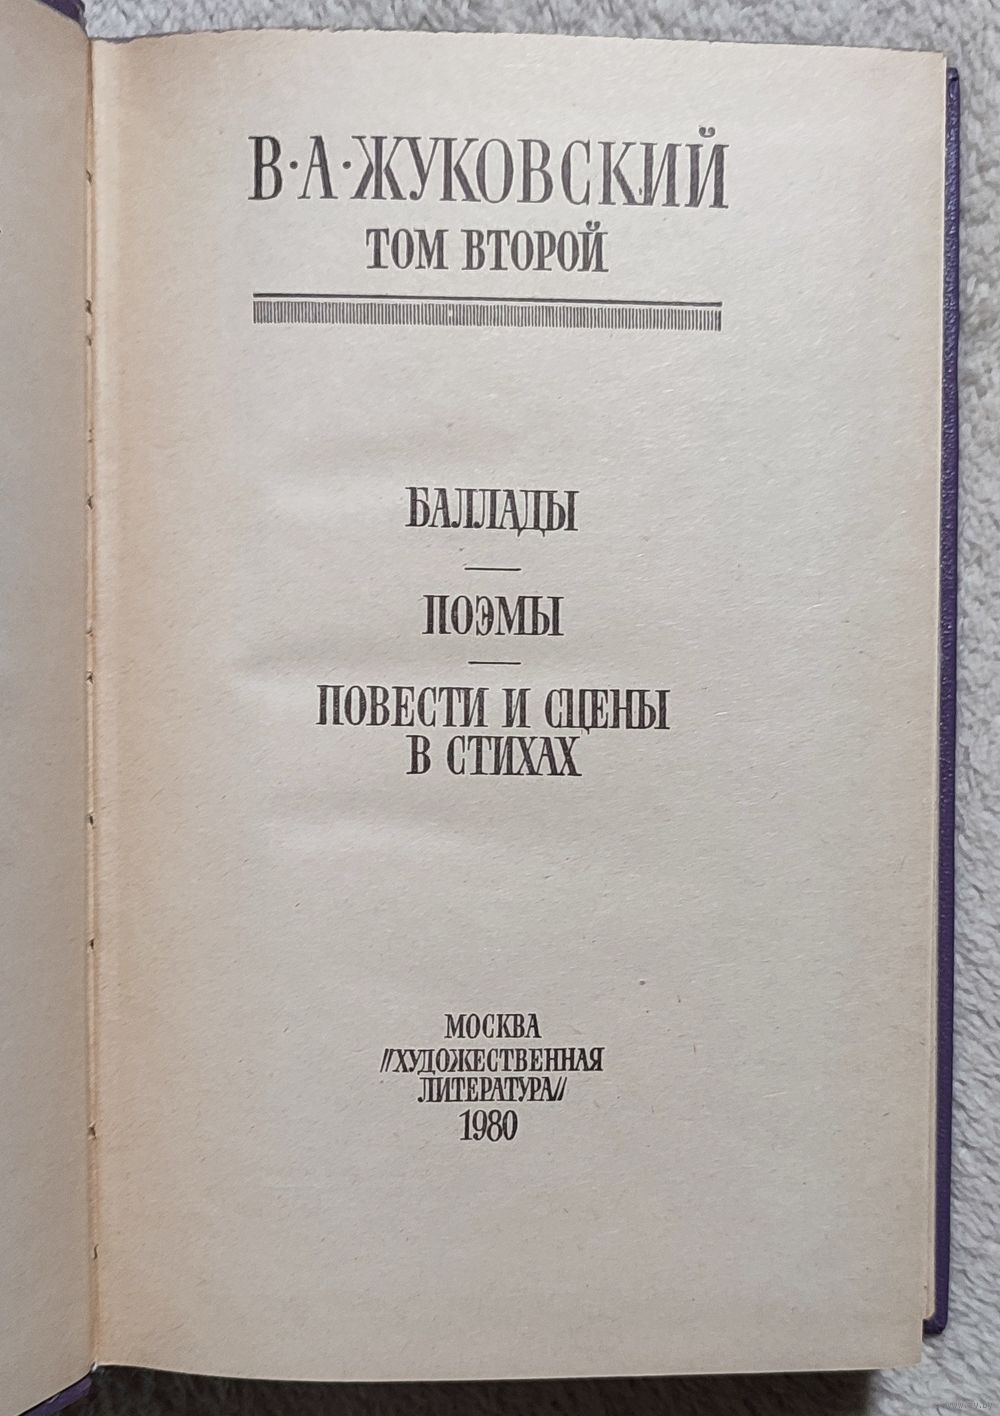 В·А·ЖУКОВСКИЙ
ТОМ ВТОРОЙ
БАЛЛАДЫ
ПОЭМЫ
ПОВЕСТИ И СЦЕНЫ
В СТИХАХ
МОСКВА
//ХУДОЖЕСТВЕННАЯ
ЛИТЕРАТУРА//
1980